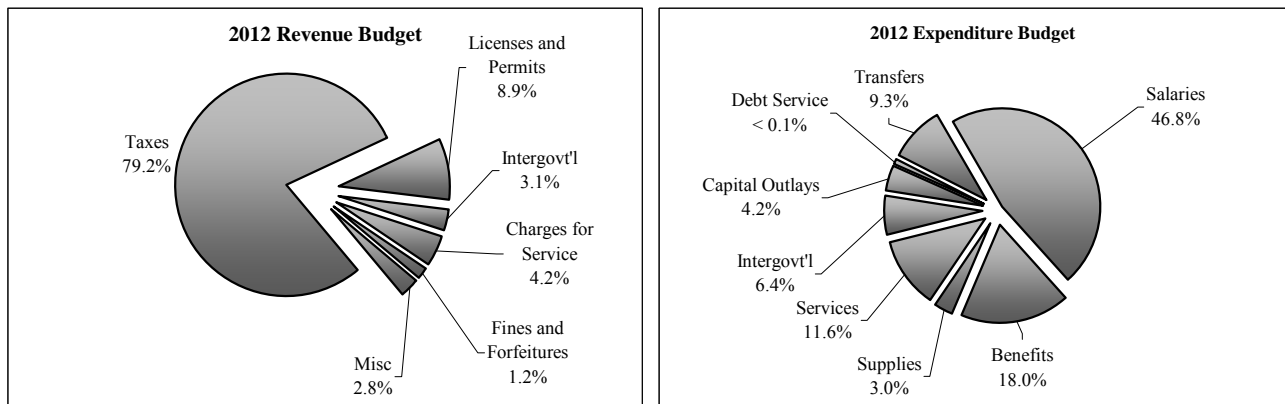 2012 Revenue Budget
Licenses and
Permits
8.9%
Taxes
79.2%
Intergovt'l
3.1%
Charges for
Service
4.2%
Fines and
Forfeitures
1.2%
Misc
2.8%
2012 Expenditure Budget
Transfers
9.3%
Salaries
46.8%
Debt Service
< 0.1%
Capital Outlays
4.2%
Intergovt'l
6.4%
Services
11.6%
Supplies
3.0%
Benefits
18.0%